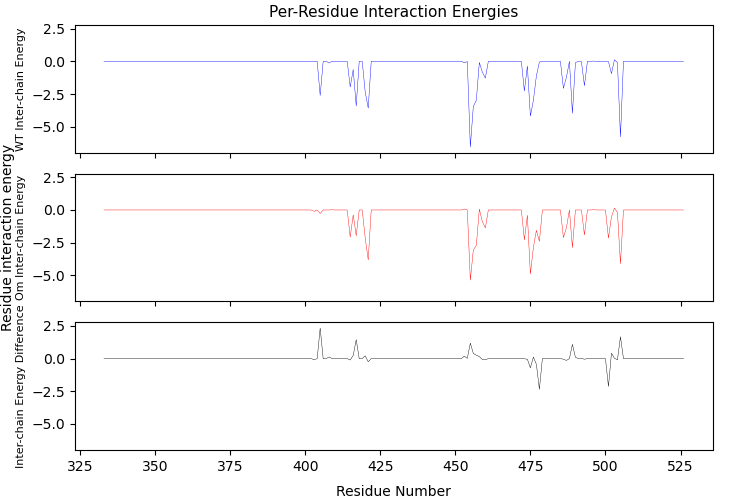 Per-Residue Interaction Energies
Residue interaction energy
WT Inter-chain Energy
2.5
0.0
−2.5
−5.0
Om Inter-chain Energy
2.5
0.0
−2.5
−5.0
Inter-chain Energy Difference
2.5
0.0
−2.5
−5.0
325 350 375 400 425 450 475 500 525
Residue Number